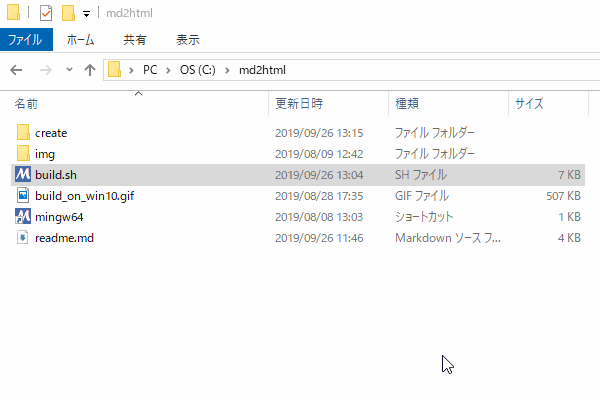 md2html
ファイル ホーム 共有 表示
PC > OS (C:) > md2html
名前 更新日時 種類 サイズ
create 2019/09/26 13:15 ファイル フォルダー
img 2019/08/09 12:42 ファイル フォルダー
build.sh 2019/09/26 13:04 SH ファイル 7 KB
build_on_win10.gif 2019/08/28 17:35 GIF ファイル 507 KB
mingw64 2019/08/08 13:03 ショートカット 1 KB
readme.md 2019/09/26 11:46 Markdown ソース フ... 4 KB